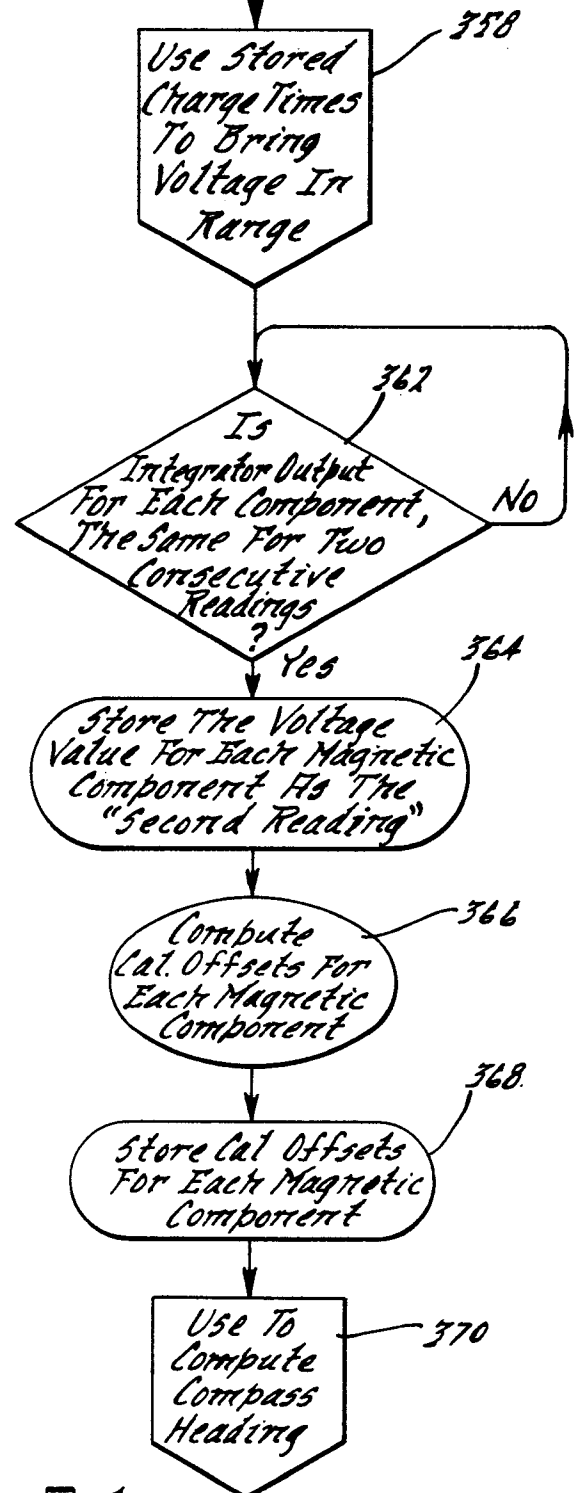 358
Use Stored
Charge Times
To Bring
Voltage In
Range
362
Is
Integrator Output
For Each Component,
The Same For Two
Consecutive
Readings
?
No
Yes
364
Store The Voltage
Value For Each Magnetic
Component As The
"Second Reading"
366
Compute
Cal. Offsets For
Each Magnetic
Component
368.
Store Cal Offsets
For Each Magnetic
Component
370
Use To
Compute
Compass
Heading